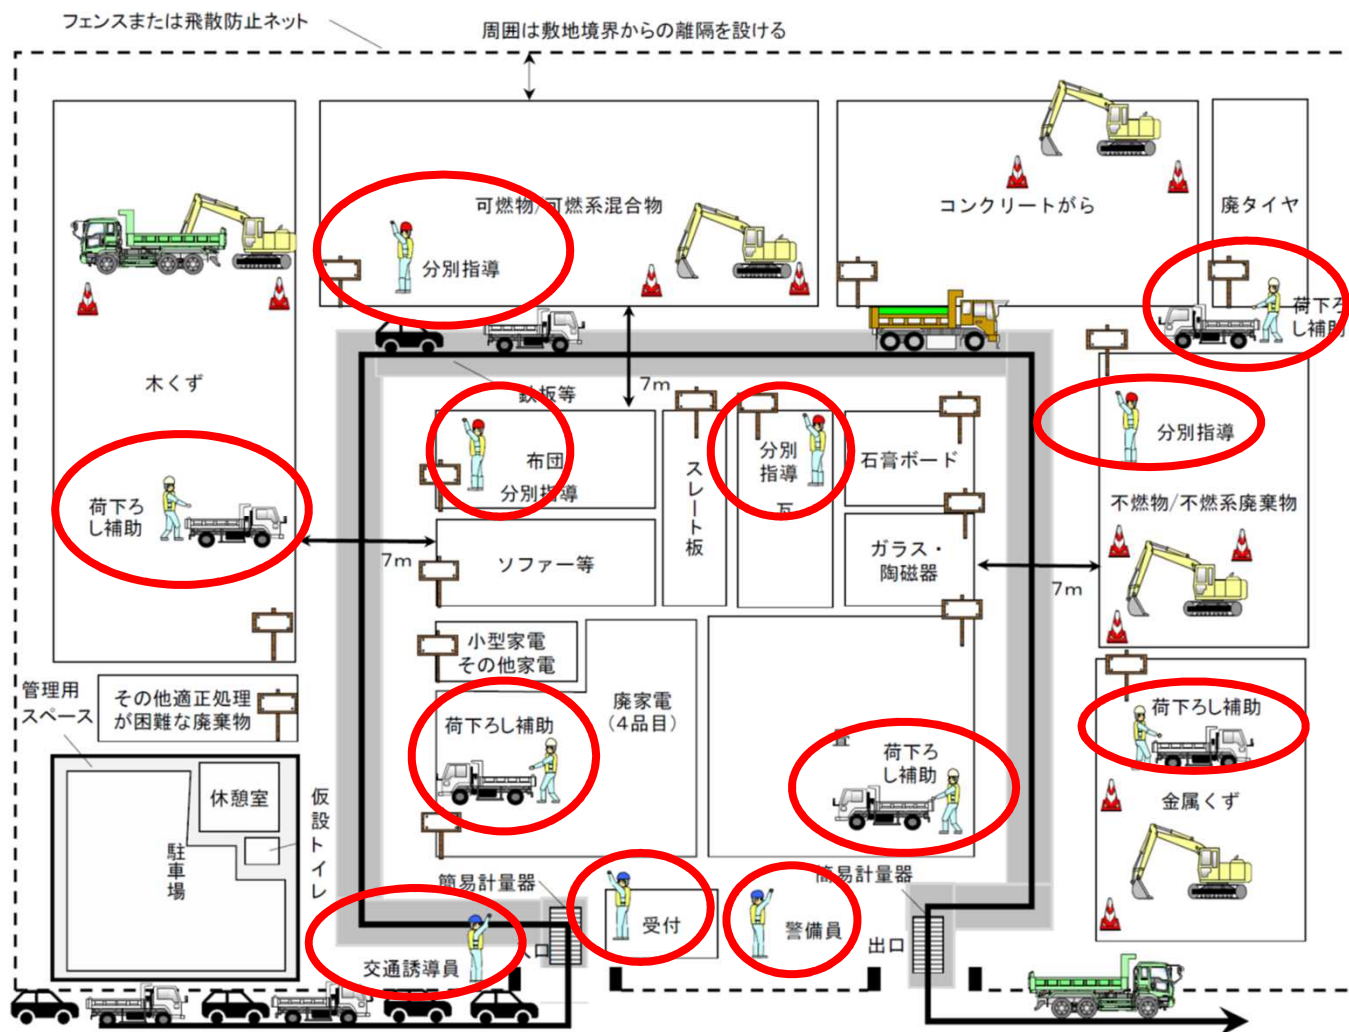 フェンスまたは飛散防止ネット
周囲は敷地境界からの離隔を設ける
可燃物/可燃系混合物
分別指導
コンクリートがら
廃タイヤ
荷下ろ
し補助
木くず
鉄板等
7m
布団
分別指導
スレート板
分別
指導
瓦
石膏ボード
分別指導
不燃物/不燃系廃棄物
荷下ろ
し補助
7m
ソファー等
ガラス・
陶磁器
7m
小型家電
その他家電
廃家電
(4品目)
荷下ろし補助
畳
荷下ろ
し補助
荷下ろし補助
金属くず
管理用
スペース
その他適正処理
が困難な廃棄物
休憩室
仮設トイレ
駐車場
簡易計量器
受付
警備員
簡易計量器
入口
出口
交通誘導員